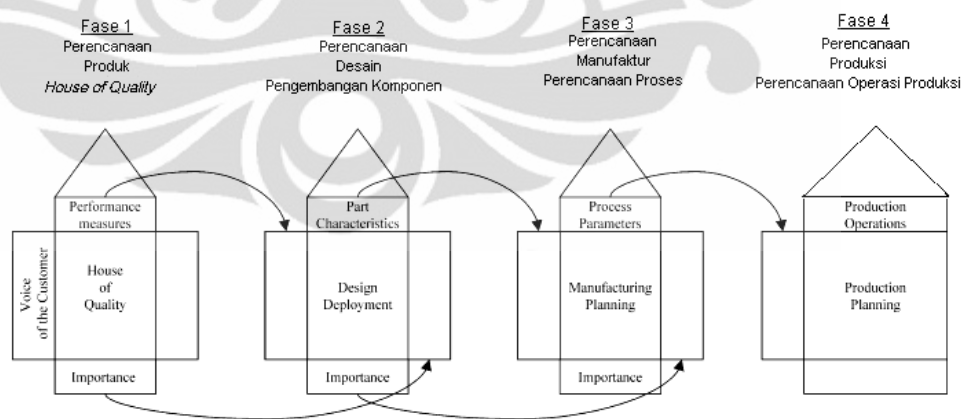 Fase 1
Perencanaan
Produk
House of Quality
Fase 2
Perencanaan
Desain
Pengembangan Komponen
Fase 3
Perencanaan
Manufaktur
Perencanaan Proses
Fase 4
Perencanaan
Produksi
Perencanaan Operasi Produksi
Performance
measures
Voice
of the Customer
House
of
Quality
Importance
Part
Characteristics
Design
Deployment
Importance
Process
Parameters
Manufacturing
Planning
Importance
Production
Operations
Production
Planning